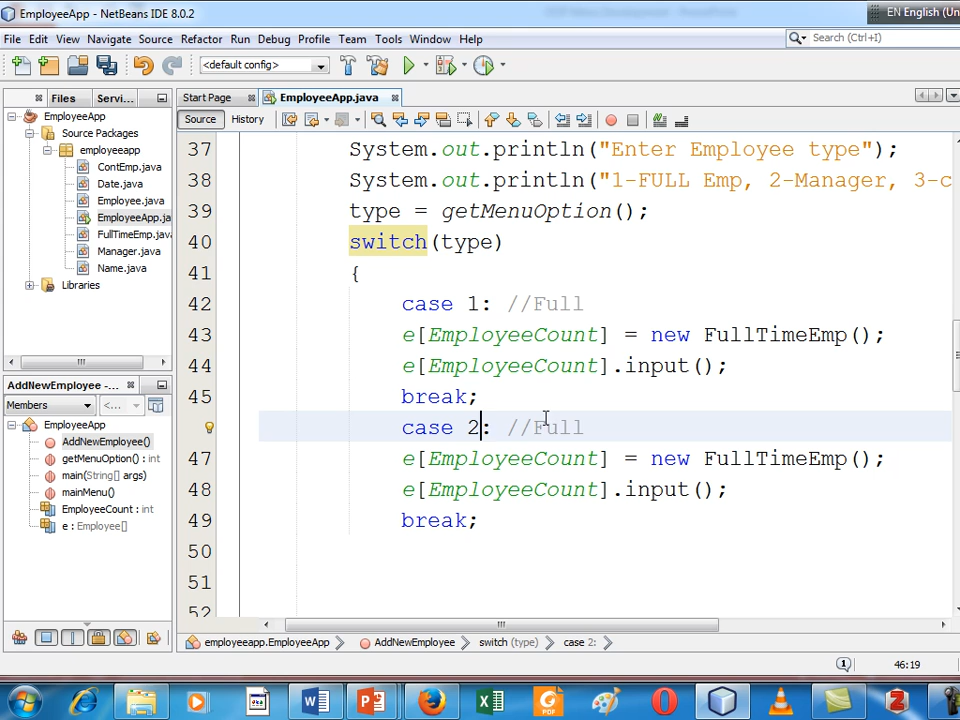 EmployeeApp - NetBeans IDE 8.0.2
EN English (Un
File Edit View Navigate Source Refactor Run Debug Profile Team Tools Window Help
Search (Ctrl+I)
<default config>
Files Servi...
Start Page EmployeeApp.java
Source History
EmployeeApp
Source Packages
employeeapp
ContEmp.java
Date.java
Employee.java
EmployeeApp.ja
FullTimeEmp.java
Manager.java
Name.java
Libraries
AddNewEmployee -...
Members <...
EmployeeApp
AddNewEmployee()
getMenuOption() : int
main(String[] args)
mainMenu()
EmployeeCount : int
e : Employee[]
37 System.out.println("Enter Employee type");
38 System.out.println("1-FULL Emp, 2-Manager, 3-c
39 type = getMenuOption();
40 switch(type)
41 {
42 case 1: //Full
43 e[EmployeeCount] = new FullTimeEmp();
44 e[EmployeeCount].input();
45 break;
case 2: //Full
47 e[EmployeeCount] = new FullTimeEmp();
48 e[EmployeeCount].input();
49 break;
50
51
52
employeeapp.EmployeeApp AddNewEmployee switch (type) case 2:
1 46:19